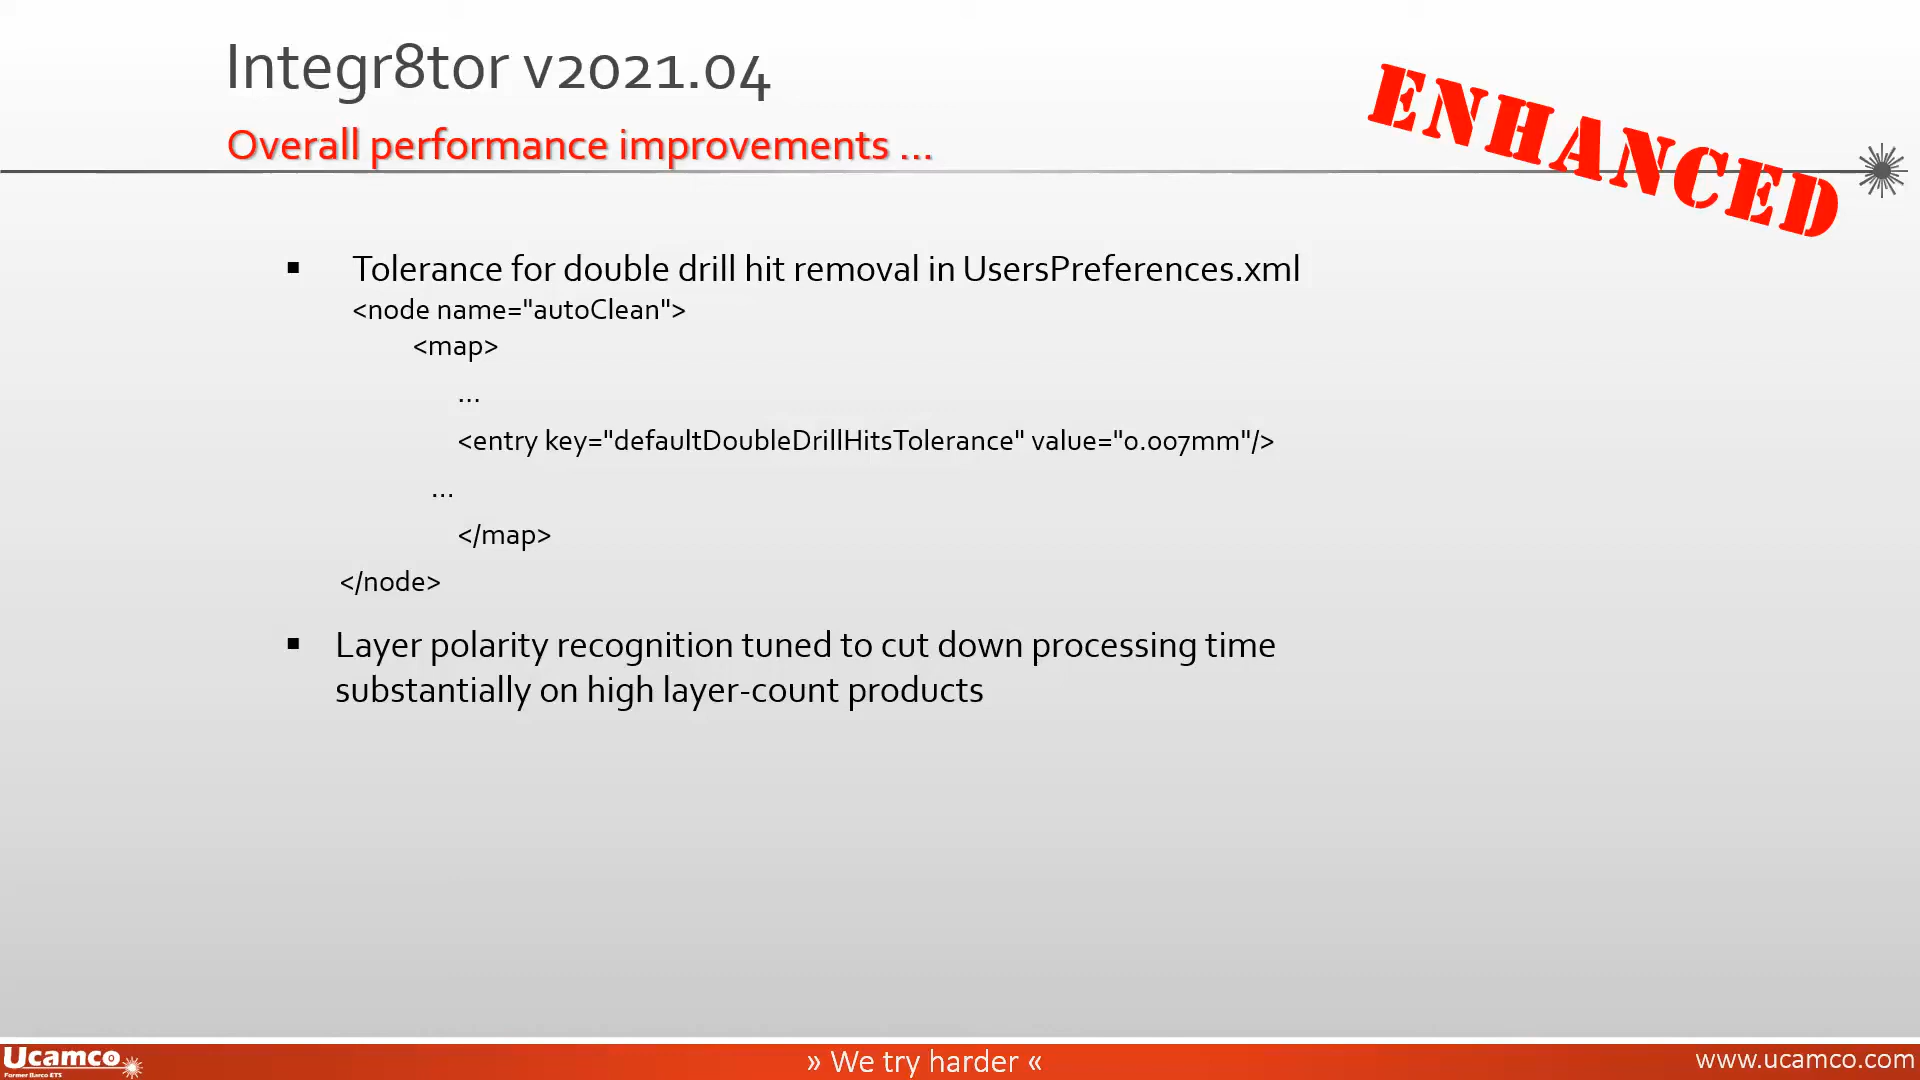 Integr8tor v2021.04
ENHANCED
Overall performance improvements ...
▪ Tolerance for double drill hit removal in UsersPreferences.xml
<node name="autoClean">
<map>
...
<entry key="defaultDoubleDrillHitsTolerance" value="0.007mm"/>
...
</map>
</node>
▪ Layer polarity recognition tuned to cut down processing time
substantially on high layer-count products
Ucamco
Former Barco ETS
» We try harder «
www.ucamco.com